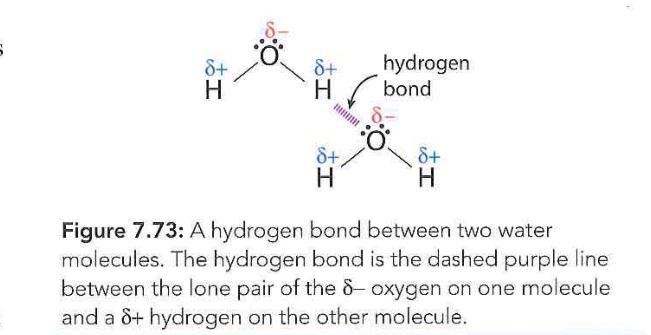 s
δ−
O
δ+
δ+
hydrogen
H
H
bond
δ−
O
δ+
δ+
H
H
Figure 7.73: A hydrogen bond between two water
molecules. The hydrogen bond is the dashed purple line
between the lone pair of the δ– oxygen on one molecule
and a δ+ hydrogen on the other molecule.